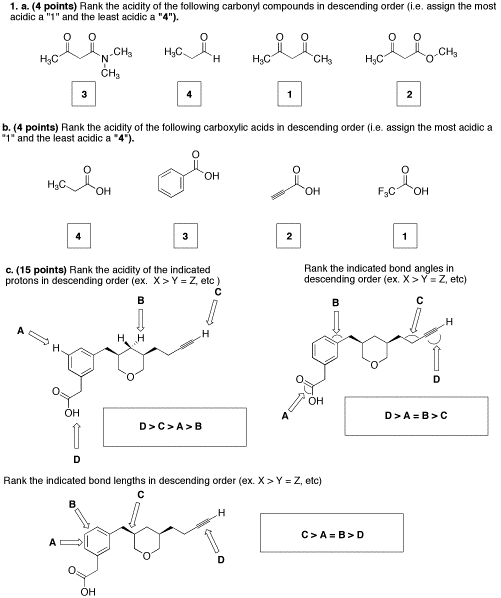 1. a. (4 points) Rank the acidity of the following carbonyl compounds in descending order (i.e. assign the most
acidic a "1" and the least acidic a "4").
O O H₃C N CH₃ CH₃
O H₃C H
O O H₃C CH₃
O O H₃C O CH₃
3 4 1 2
b. (4 points) Rank the acidity of the following carboxylic acids in descending order (i.e. assign the most acidic a
"1" and the least acidic a "4").
O H₃C OH
O OH
O OH
O F₃C OH
4 3 2 1
c. (15 points) Rank the acidity of the indicated
protons in descending order (ex. X > Y = Z, etc )
A B C
H H H H
O
O OH
D
D > C > A > B
Rank the indicated bond angles in
descending order (ex. X > Y = Z, etc)
B C
H
O
O OH
A D
D > A = B > C
Rank the indicated bond lengths in descending order (ex. X > Y = Z, etc)
B C
H
A
O
D
O OH
C > A = B > D